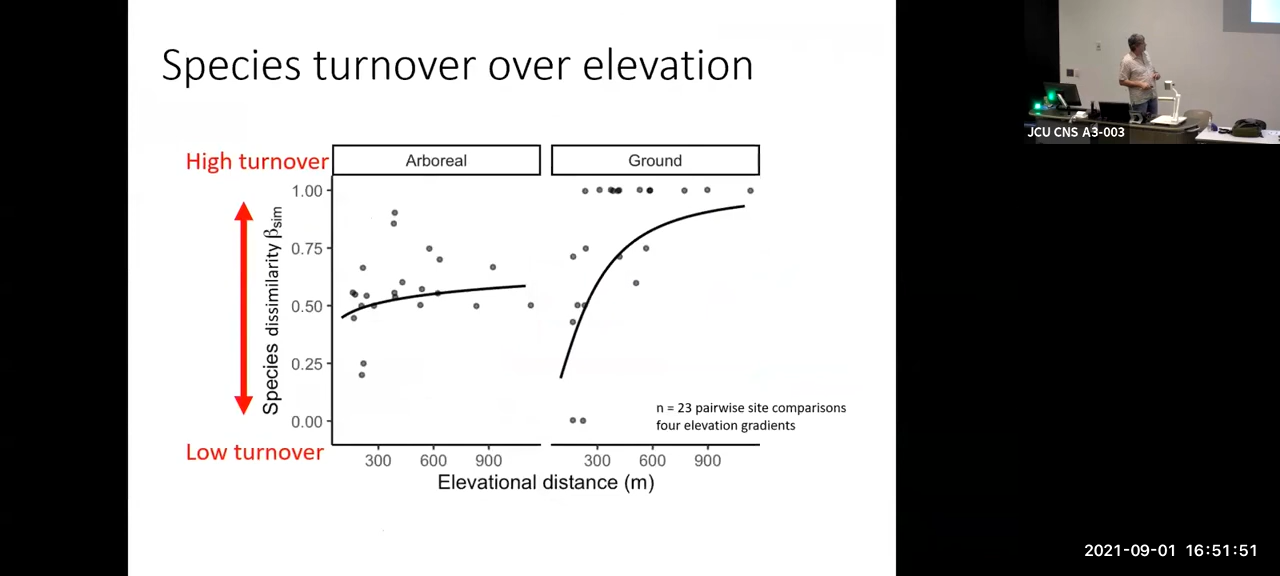 Species turnover over elevation
High turnover
Arboreal
Ground
1.00
0.75
0.50
0.25
0.00
Species dissimilarity βsim
Low turnover
300 600 900
300 600 900
Elevational distance (m)
n = 23 pairwise site comparisons
four elevation gradients
JCU CNS A3-003
2021-09-01 16:51:51